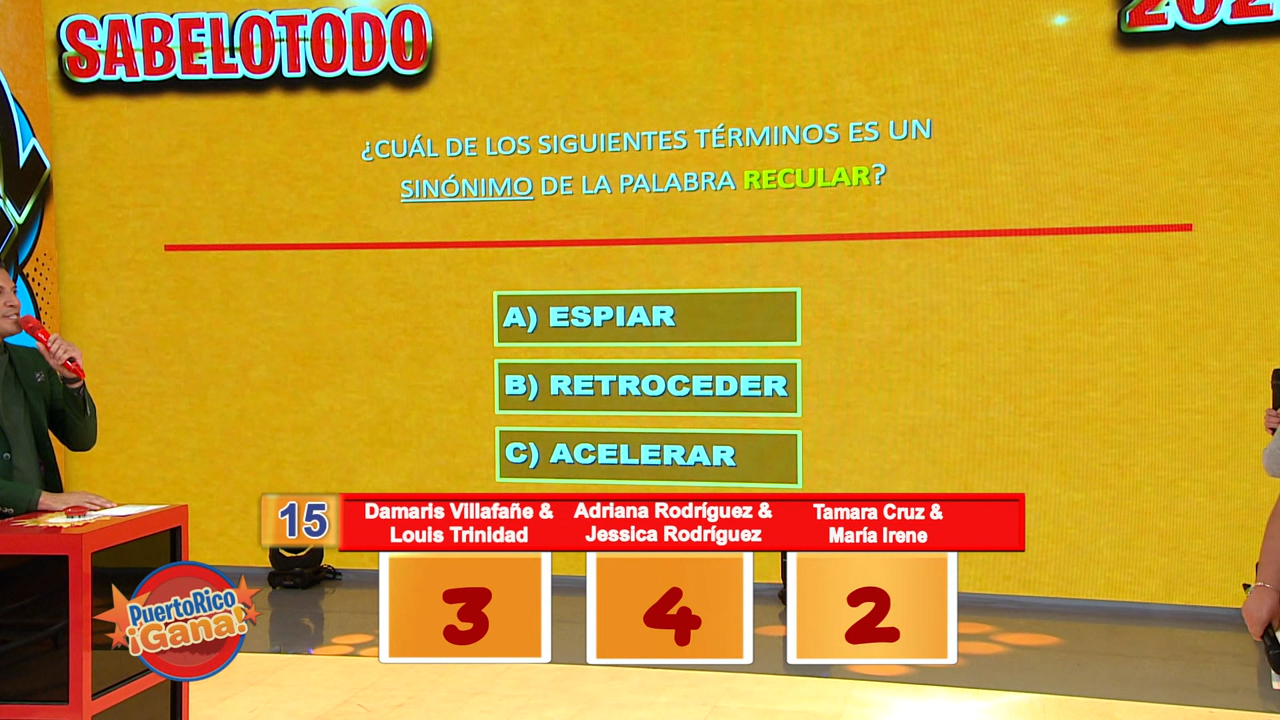 SABELOTODO
¿CUÁL DE LOS SIGUIENTES TÉRMINOS ES UN
SINÓNIMO DE LA PALABRA RECULAR?
A) ESPIAR
B) RETROCEDER
C) ACELERAR
15
Damaris Villafañe &
Louis Trinidad
Adriana Rodríguez &
Jessica Rodríguez
Tamara Cruz &
María Irene
3
4
2
PuertoRico
¡Gana!